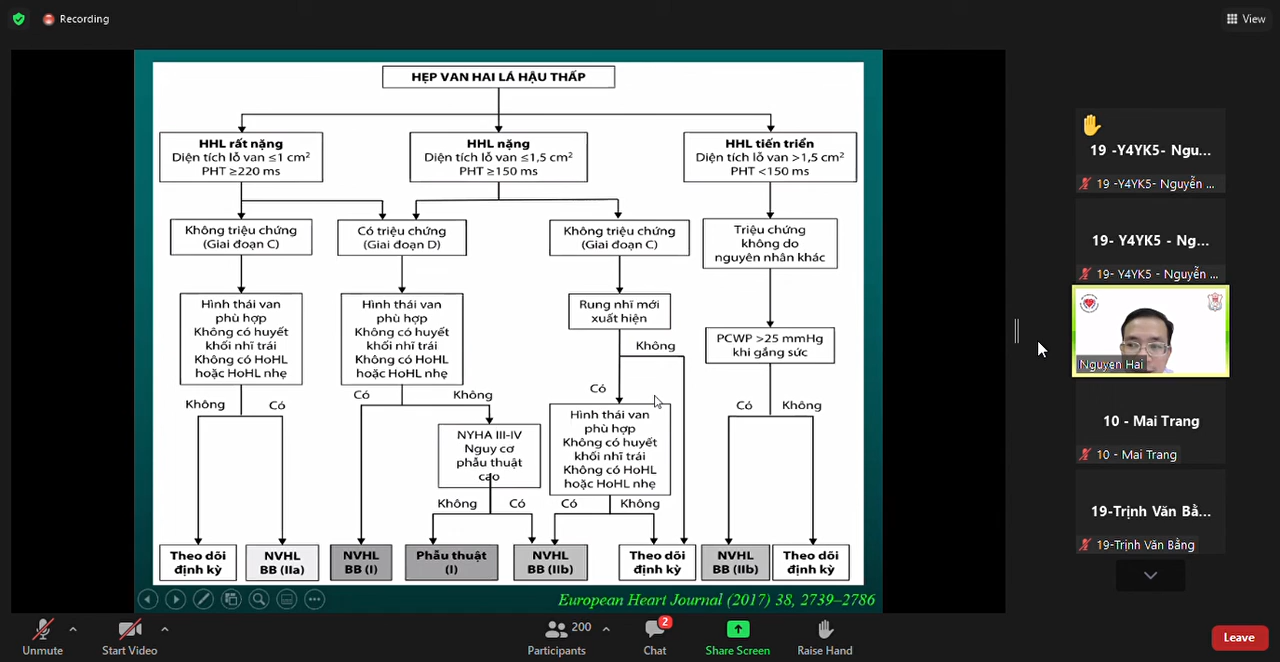 Recording
View
HẸP VAN HAI LÁ HẬU THẤP
HHL rất nặng
Diện tích lỗ van ≤1 cm²
PHT ≥220 ms
HHL nặng
Diện tích lỗ van ≤1,5 cm²
PHT ≥150 ms
HHL tiến triển
Diện tích lỗ van >1,5 cm²
PHT <150 ms
Không triệu chứng
(Giai đoạn C)
Có triệu chứng
(Giai đoạn D)
Không triệu chứng
(Giai đoạn C)
Triệu chứng
không do
nguyên nhân khác
Hình thái van
phù hợp
Không có huyết
khối nhĩ trái
Không có HoHL
hoặc HoHL nhẹ
Hình thái van
phù hợp
Không có huyết
khối nhĩ trái
Không có HoHL
hoặc HoHL nhẹ
Rung nhĩ mới
xuất hiện
PCWP >25 mmHg
khi gắng sức
Không
Có
Không
Có
Có
Không
Có
Không
NYHA III-IV
Nguy cơ
phẫu thuật
cao
Hình thái van
phù hợp
Không có huyết
khối nhĩ trái
Không có HoHL
hoặc HoHL nhẹ
Không
Có
Có
Không
Theo dõi
định kỳ
NVHL
BB (IIa)
NVHL
BB (I)
Phẫu thuật
(I)
NVHL
BB (IIb)
Theo dõi
định kỳ
NVHL
BB (IIb)
Theo dõi
định kỳ
European Heart Journal (2017) 38, 2739–2786
19 -Y4YK5- Ngu...
19 -Y4YK5- Nguyễn ...
19- Y4YK5 - Ng...
19- Y4YK5 - Nguyễn ...
Nguyen Hai
10 - Mai Trang
10 - Mai Trang
19-Trịnh Văn Bằ...
19-Trịnh Văn Bằng
Unmute
Start Video
200
Participants
2
Chat
Share Screen
Raise Hand
Leave